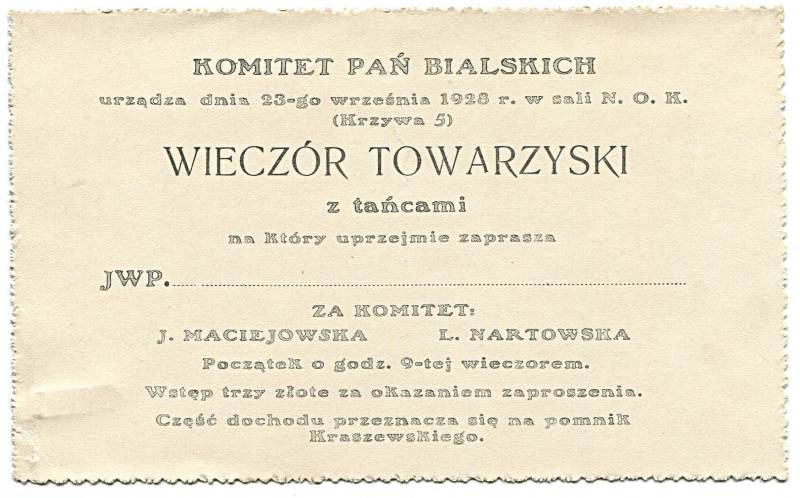 KOMITET PAŃ BIALSKICH
urządza dnia 23-go września 1928 r. w sali N. O. K.
(Krzywa 5)
WIECZÓR TOWARZYSKI
z tańcami
na który uprzejmie zaprasza
JWP. ................................................................
ZA KOMITET:
J. MACIEJOWSKA L. NARTOWSKA
Początek o godz. 9-tej wieczorem.
Wstęp trzy złote za okazaniem zaproszenia.
Część dochodu przeznacza się na pomnik
Kraszewskiego.